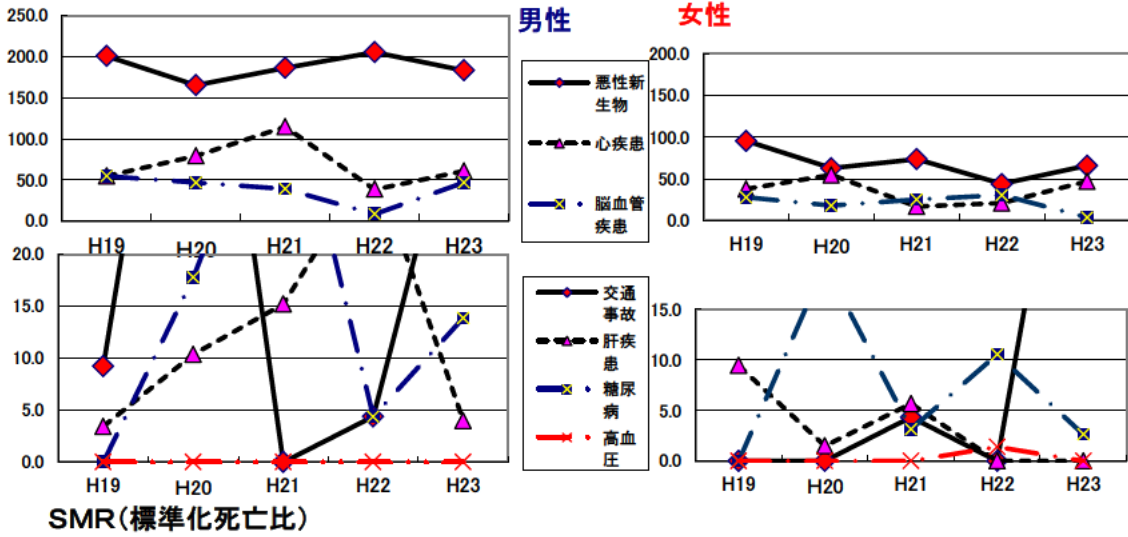 男性
女性
250.0
200.0
150.0
100.0
50.0
0.0
H19
H20
H21
H22
H23
悪性新
生物
心疾患
脳血管
疾患
200.0
150.0
100.0
50.0
0.0
H19
H20
H21
H22
H23
20.0
15.0
10.0
5.0
0.0
H19
H20
H21
H22
H23
交通
事故
肝疾
患
糖尿
病
高血
圧
15.0
10.0
5.0
0.0
H19
H20
H21
H22
H23
SMR(標準化死亡比)